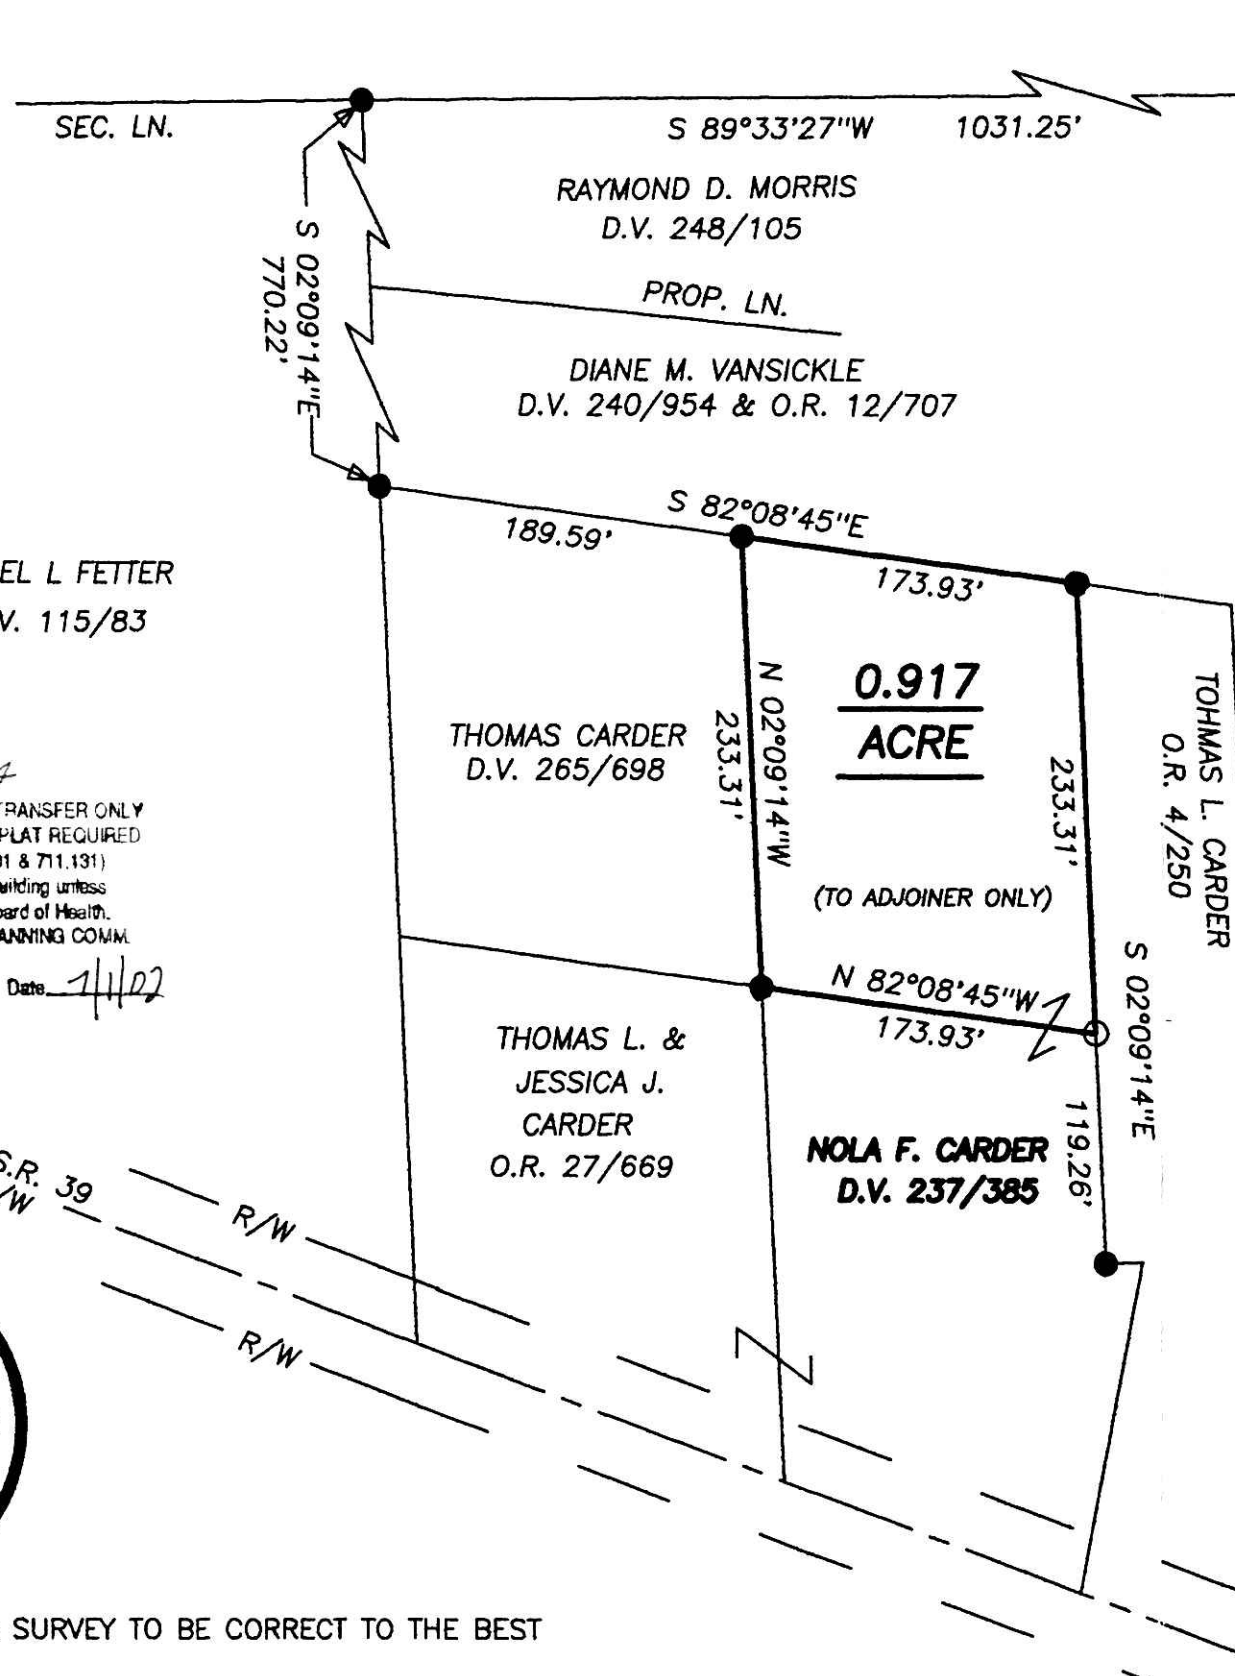 SEC. LN.
S 89°33'27"W 1031.25'
RAYMOND D. MORRIS
D.V. 248/105
S 02°09'14"E
770.22'
PROP. LN.
DIANE M. VANSICKLE
D.V. 240/954 & O.R. 12/707
S 82°08'45"E
189.59'
173.93'
EL L FETTER
V. 115/83
0.917
ACRE
N 02°09'14"W
233.31'
THOMAS CARDER
D.V. 265/698
233.31'
TOHMAS L. CARDER
O.R. 4/250
(TO ADJOINER ONLY)
TRANSFER ONLY
PLAT REQUIRED
01 & 711.131)
uilding unless
oard of Health.
ANNING COMM.
Date 7/1/02
N 82°08'45"W
173.93'
S 02°09'14"E
119.26'
THOMAS L. &
JESSICA J.
CARDER
O.R. 27/669
NOLA F. CARDER
D.V. 237/385
S.R. 39
/W
R/W
R/W
SURVEY TO BE CORRECT TO THE BEST